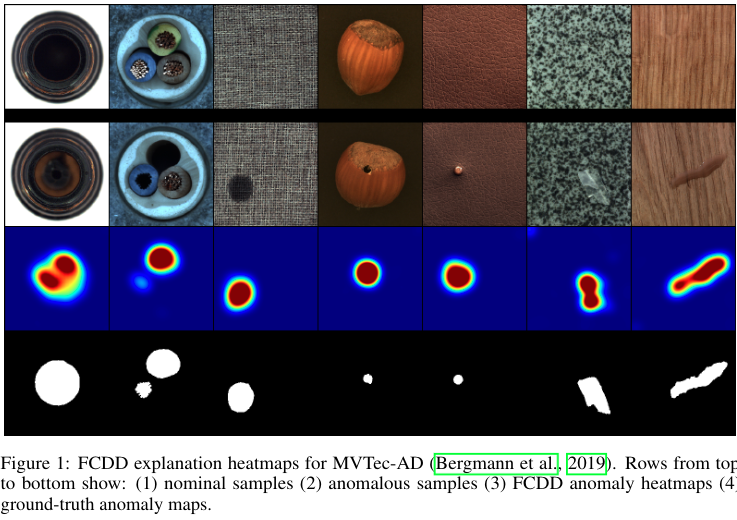 Figure 1: FCDD explanation heatmaps for MVTec-AD (Bergmann et al., 2019). Rows from top
to bottom show: (1) nominal samples (2) anomalous samples (3) FCDD anomaly heatmaps (4)
ground-truth anomaly maps.